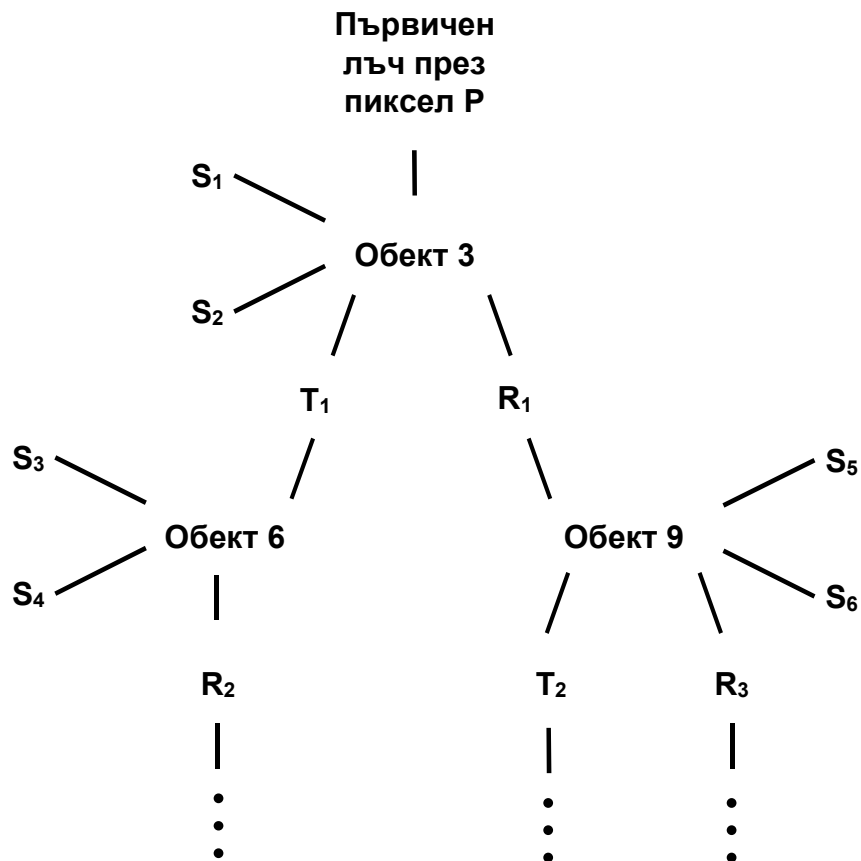 Първичен
лъч през
пиксел P
S₁
Обект 3
S₂
T₁
R₁
S₃
S₅
Обект 6
Обект 9
S₄
S₆
R₂
T₂
R₃